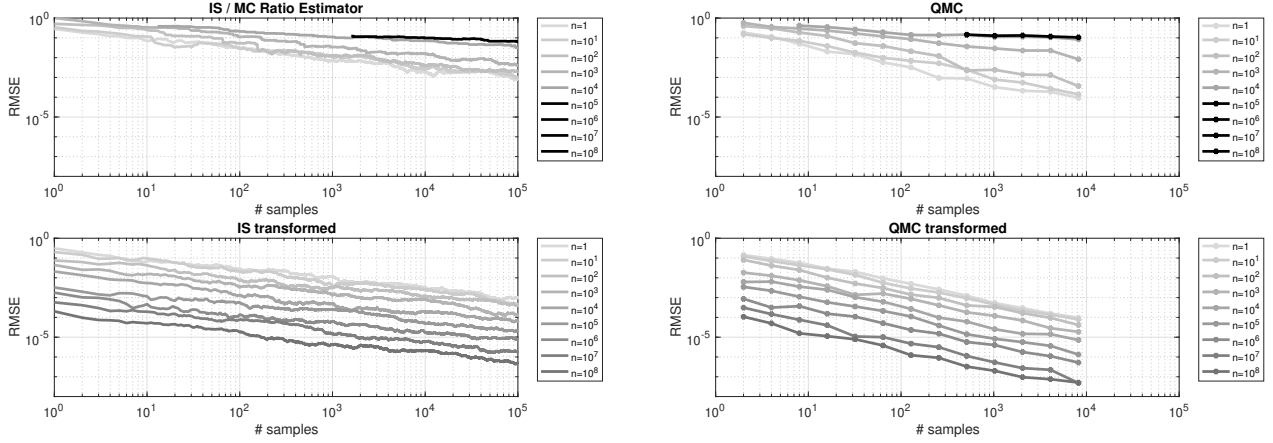 IS / MC Ratio Estimator
10^0
10^-5
RMSE
10^0 10^1 10^2 10^3 10^4 10^5
# samples
n=1
n=10^1
n=10^2
n=10^3
n=10^4
n=10^5
n=10^6
n=10^7
n=10^8
QMC
10^0
10^-5
RMSE
10^0 10^1 10^2 10^3 10^4 10^5
# samples
n=1
n=10^1
n=10^2
n=10^3
n=10^4
n=10^5
n=10^6
n=10^7
n=10^8
IS transformed
10^0
10^-5
RMSE
10^0 10^1 10^2 10^3 10^4 10^5
# samples
n=1
n=10^1
n=10^2
n=10^3
n=10^4
n=10^5
n=10^6
n=10^7
n=10^8
QMC transformed
10^0
10^-5
RMSE
10^0 10^1 10^2 10^3 10^4 10^5
# samples
n=1
n=10^1
n=10^2
n=10^3
n=10^4
n=10^5
n=10^6
n=10^7
n=10^8